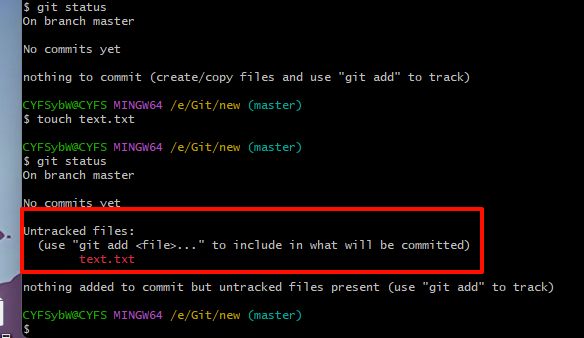 $ git status
On branch master
No commits yet
nothing to commit (create/copy files and use "git add" to track)
CYFSybW@CYFS MINGW64 /e/Git/new (master)
$ touch text.txt
CYFSybW@CYFS MINGW64 /e/Git/new (master)
$ git status
On branch master
No commits yet
Untracked files:
(use "git add <file>..." to include in what will be committed)
text.txt
nothing added to commit but untracked files present (use "git add" to track)
CYFSybW@CYFS MINGW64 /e/Git/new (master)
$